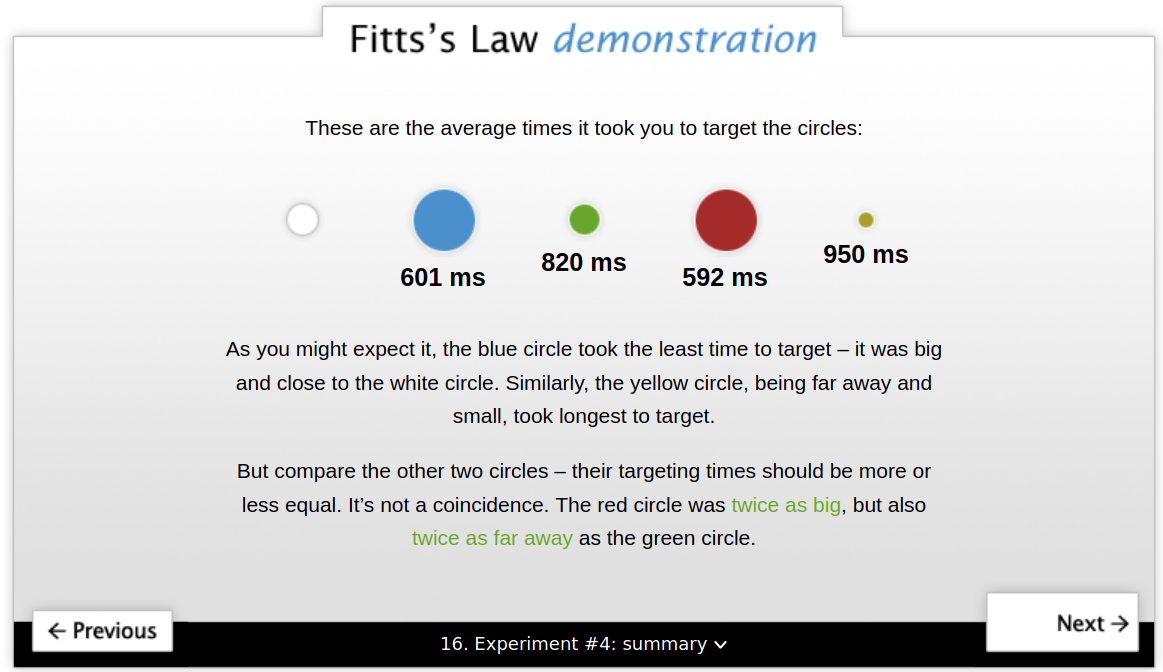 Fitts’s Law demonstration
These are the average times it took you to target the circles:
601 ms
820 ms
592 ms
950 ms
As you might expect it, the blue circle took the least time to target – it was big
and close to the white circle. Similarly, the yellow circle, being far away and
small, took longest to target.
But compare the other two circles – their targeting times should be more or
less equal. It’s not a coincidence. The red circle was twice as big, but also
twice as far away as the green circle.
← Previous
16. Experiment #4: summary
Next →